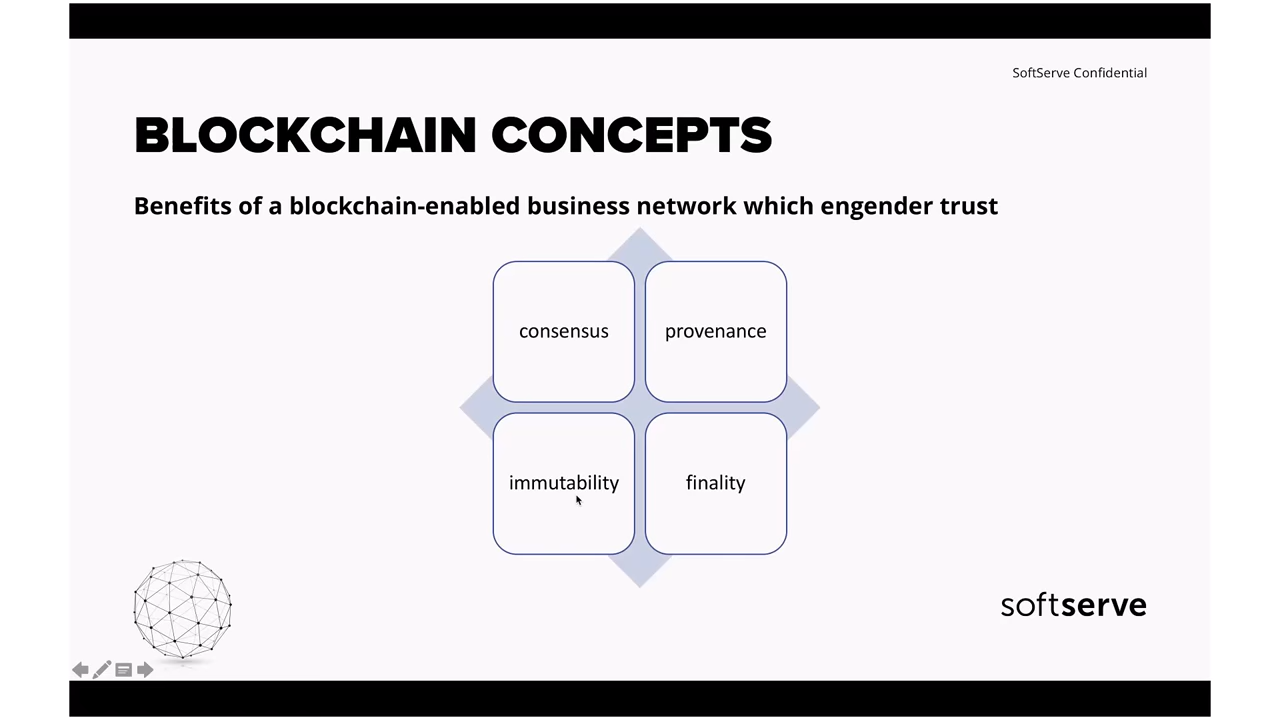 SoftServe Confidential
BLOCKCHAIN CONCEPTS
Benefits of a blockchain-enabled business network which engender trust
consensus
provenance
immutability
finality
softserve